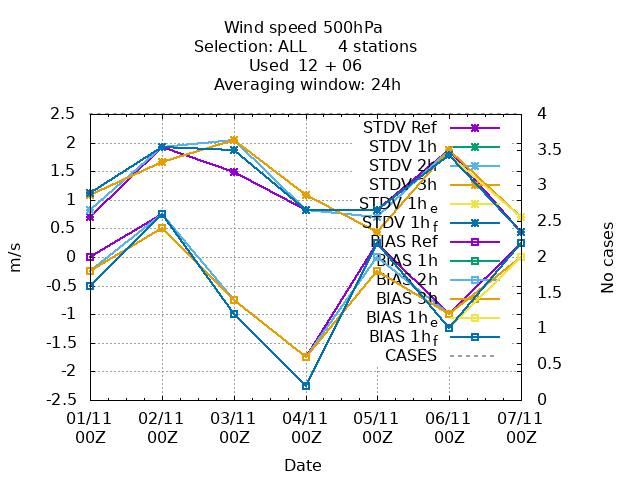 Wind speed 500hPa
Selection: ALL 4 stations
Used 12 + 06
Averaging window: 24h
2.5
2
1.5
1
0.5
0
-0.5
-1
-1.5
-2
-2.5
m/s
4
3.5
3
2.5
2
1.5
1
0.5
0
No cases
STDV Ref
STDV 1h
STDV 2h
STDV 3h
STDV 1h e
STDV 1h f
BIAS Ref
BIAS 1h
BIAS 2h
BIAS 3h
BIAS 1h e
BIAS 1h f
CASES
01/11 02/11 03/11 04/11 05/11 06/11 07/11
00Z 00Z 00Z 00Z 00Z 00Z 00Z
Date